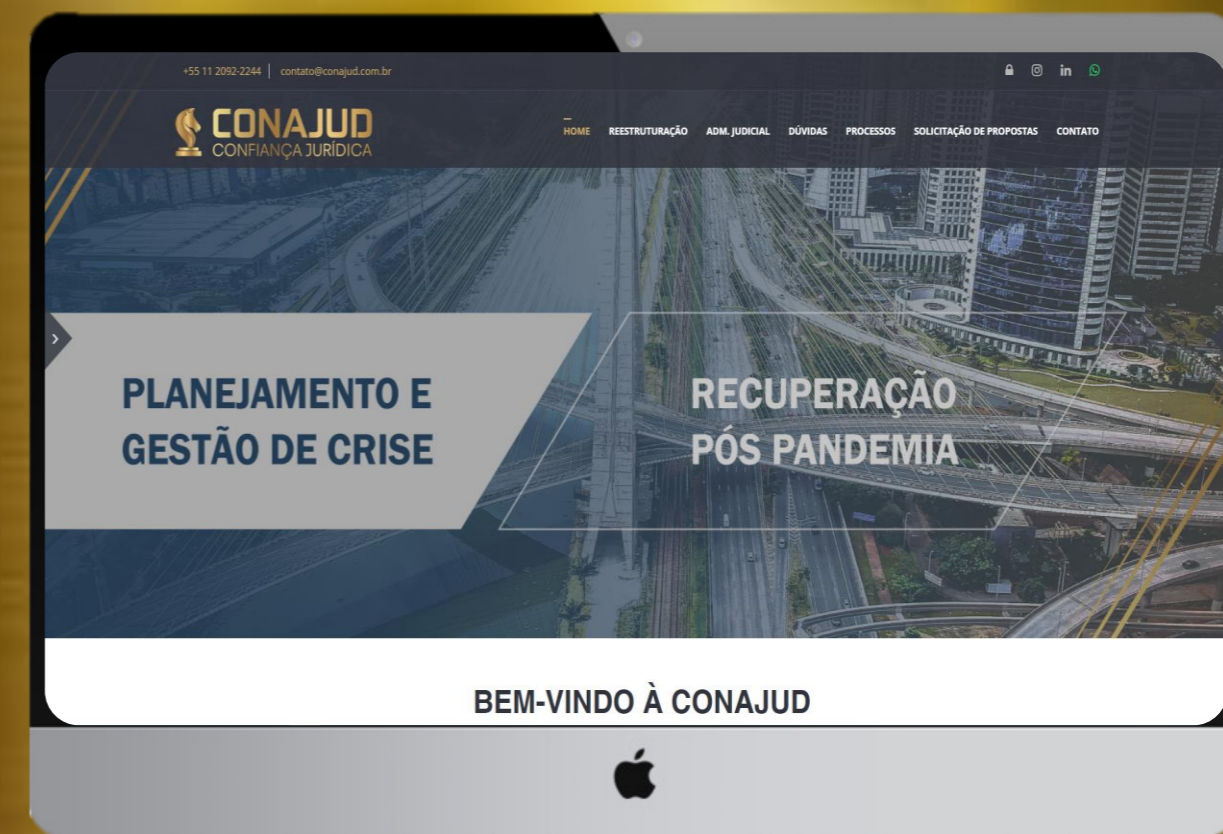 +55 11 2092-2244 | contato@conajud.com.br
CONAJUD
CONFIANÇA JURÍDICA
HOME REESTRUTURAÇÃO ADM. JUDICIAL DÚVIDAS PROCESSOS SOLICITAÇÃO DE PROPOSTAS CONTATO
PLANEJAMENTO E
GESTÃO DE CRISE
RECUPERAÇÃO
PÓS PANDEMIA
BEM-VINDO À CONAJUD